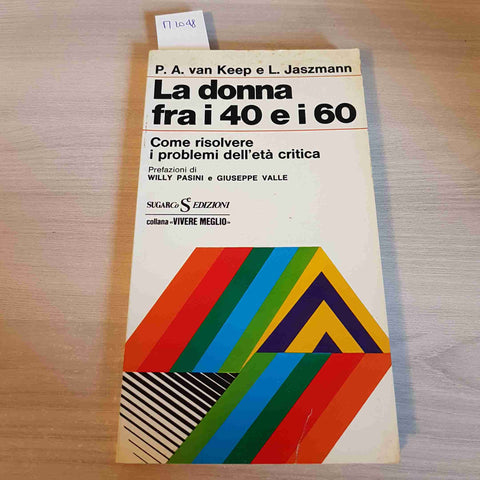 M2048
P. A. van Keep e L. Jaszmann
La donna
fra i 40 e i 60
Come risolvere
i problemi dell'età critica
Prefazioni di
WILLY PASINI e GIUSEPPE VALLE
SUGARCo EDIZIONI
collana «VIVERE MEGLIO»